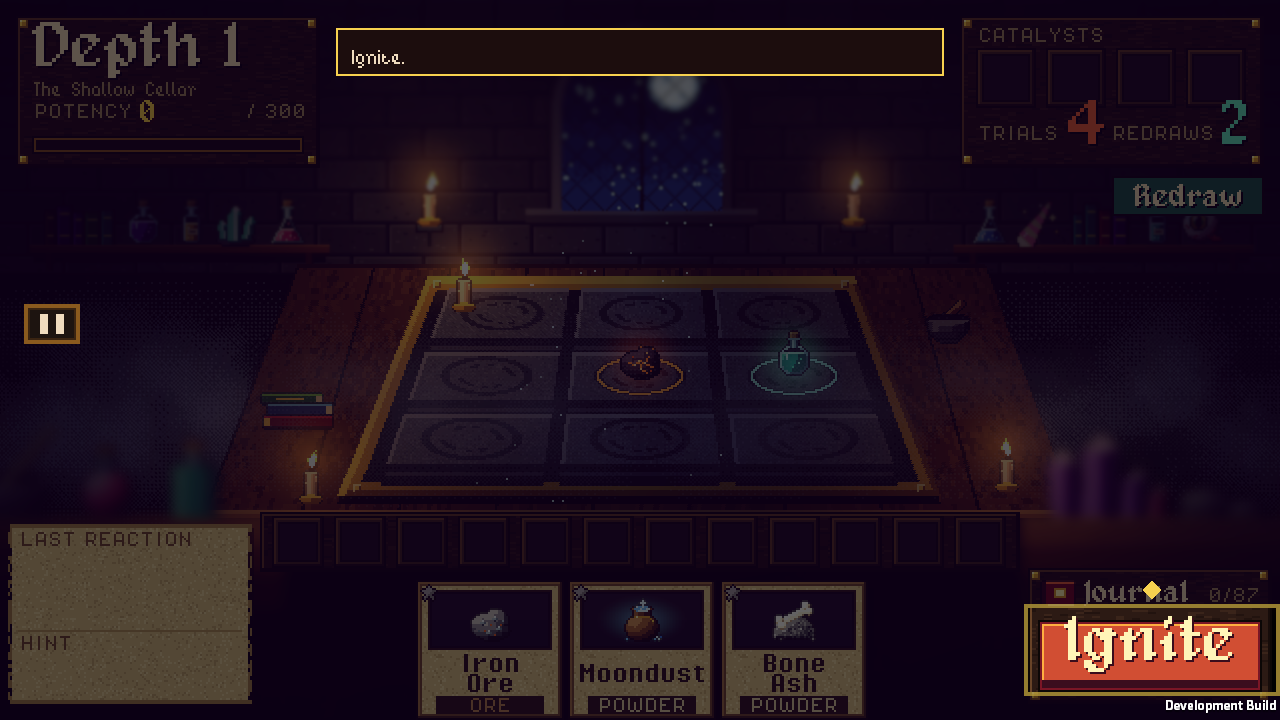 Depth 1
The Shallow Cellar
POTENCY 0 / 300
Ignite.
CATALYSTS
TRIALS 4 REDRAWS 2
Redraw
LAST REACTION
HINT
Iron
Ore
ORE
Moondust
POWDER
Bone
Ash
POWDER
Journal 0/87
Ignite
Development Build